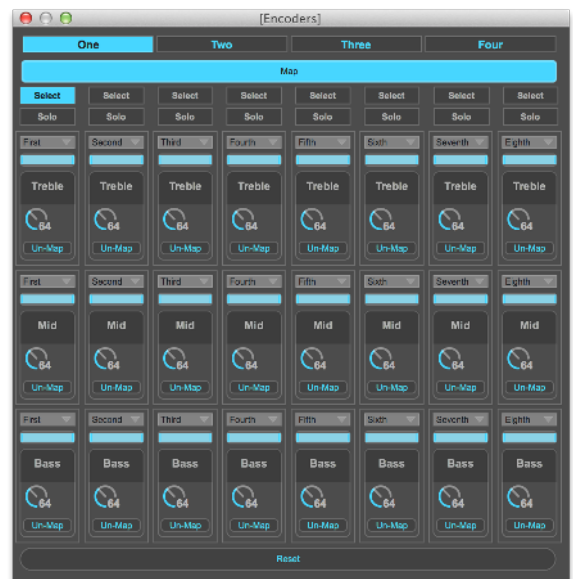 [Encoders]
One Two Three Four
Map
Select Select Select Select Select Select Select Select
Solo Solo Solo Solo Solo Solo Solo Solo
First Second Third Fourth Fifth Sixth Seventh Eighth
Treble Treble Treble Treble Treble Treble Treble Treble
64 64 64 64 64 64 64 64
Un-Map Un-Map Un-Map Un-Map Un-Map Un-Map Un-Map Un-Map
First Second Third Fourth Fifth Sixth Seventh Eighth
Mid Mid Mid Mid Mid Mid Mid Mid
64 64 64 64 64 64 64 64
Un-Map Un-Map Un-Map Un-Map Un-Map Un-Map Un-Map Un-Map
First Second Third Fourth Fifth Sixth Seventh Eighth
Bass Bass Bass Bass Bass Bass Bass Bass
64 64 64 64 64 64 64 64
Un-Map Un-Map Un-Map Un-Map Un-Map Un-Map Un-Map Un-Map
Reset